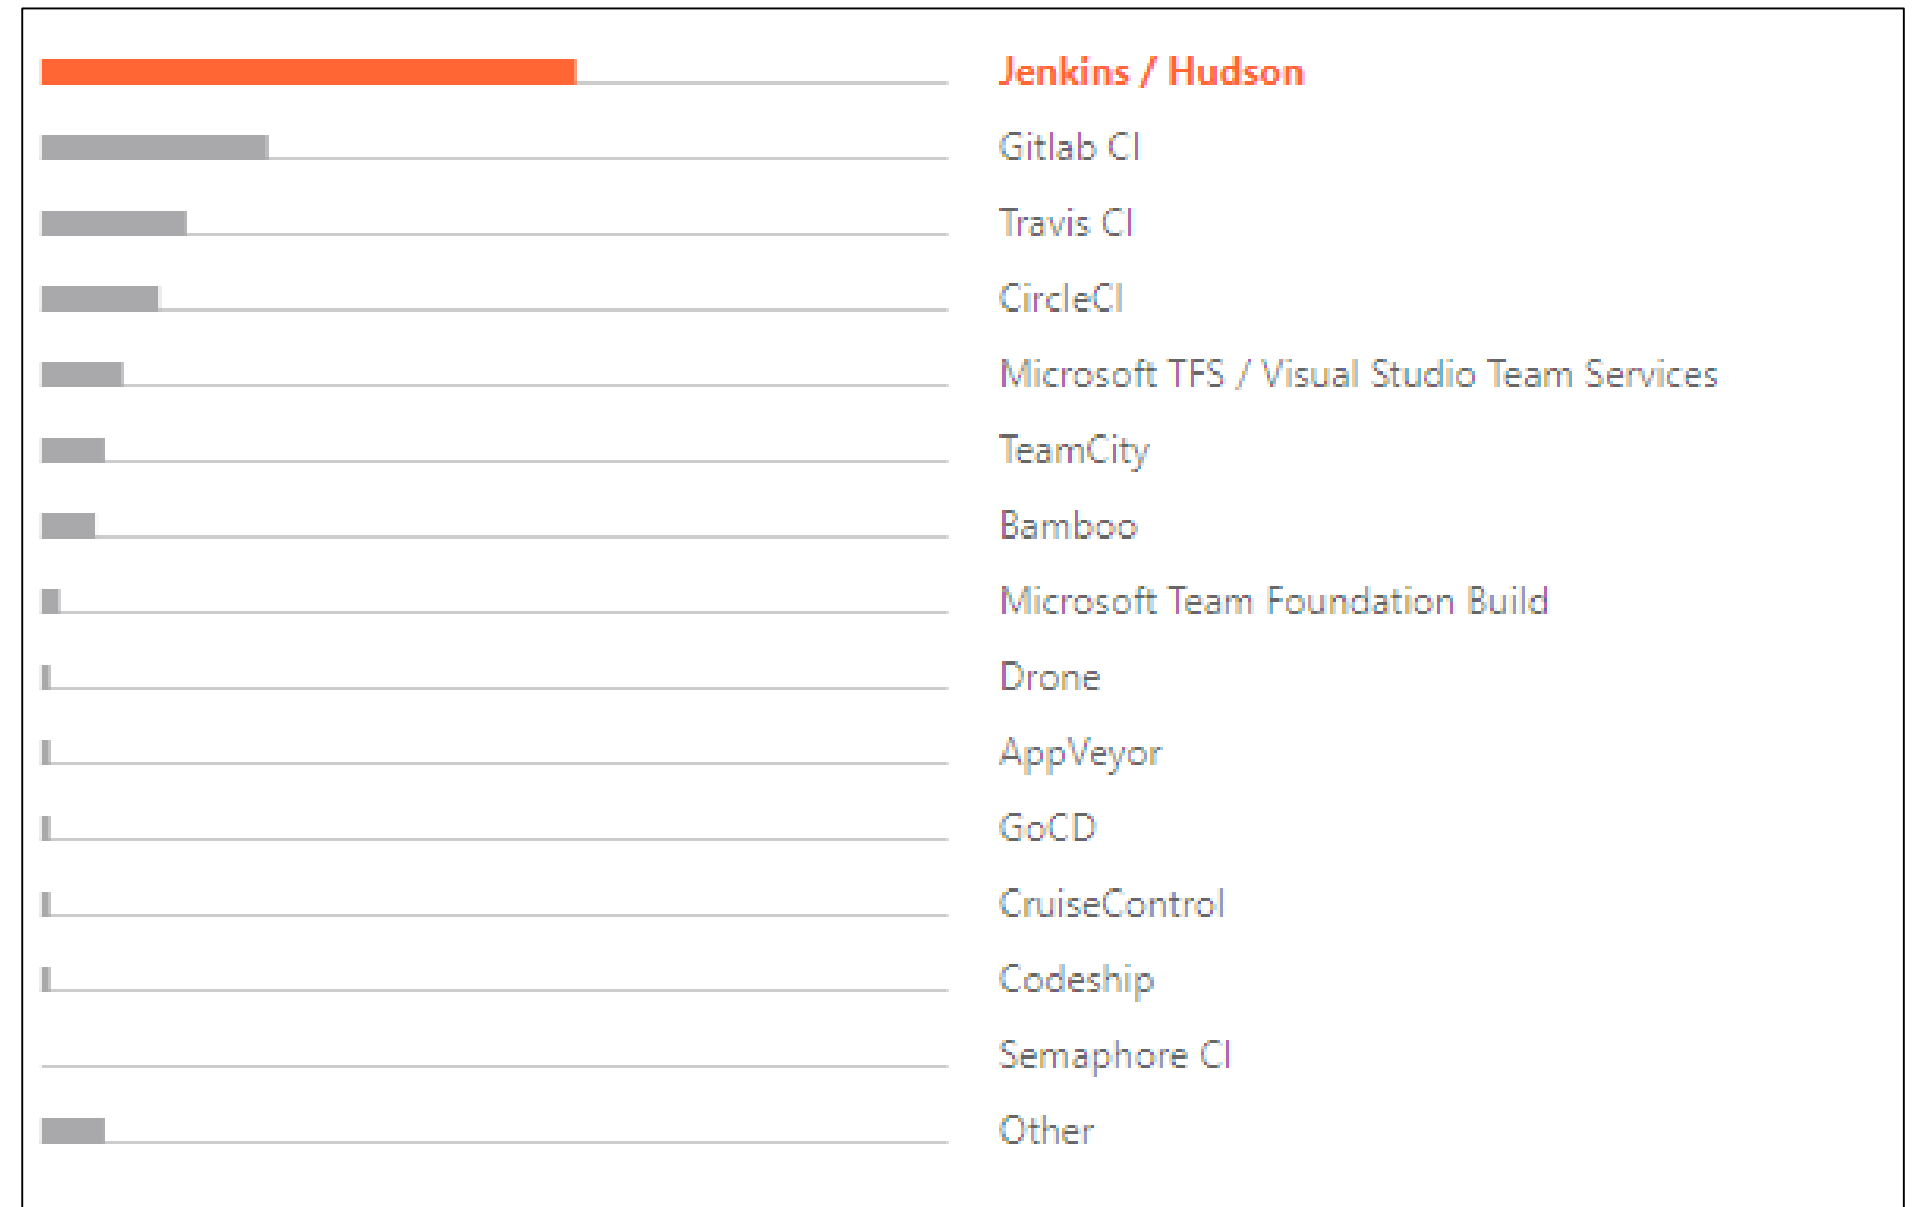 Jenkins / Hudson
Gitlab CI
Travis CI
CircleCI
Microsoft TFS / Visual Studio Team Services
TeamCity
Bamboo
Microsoft Team Foundation Build
Drone
AppVeyor
GoCD
CruiseControl
Codeship
Semaphore CI
Other